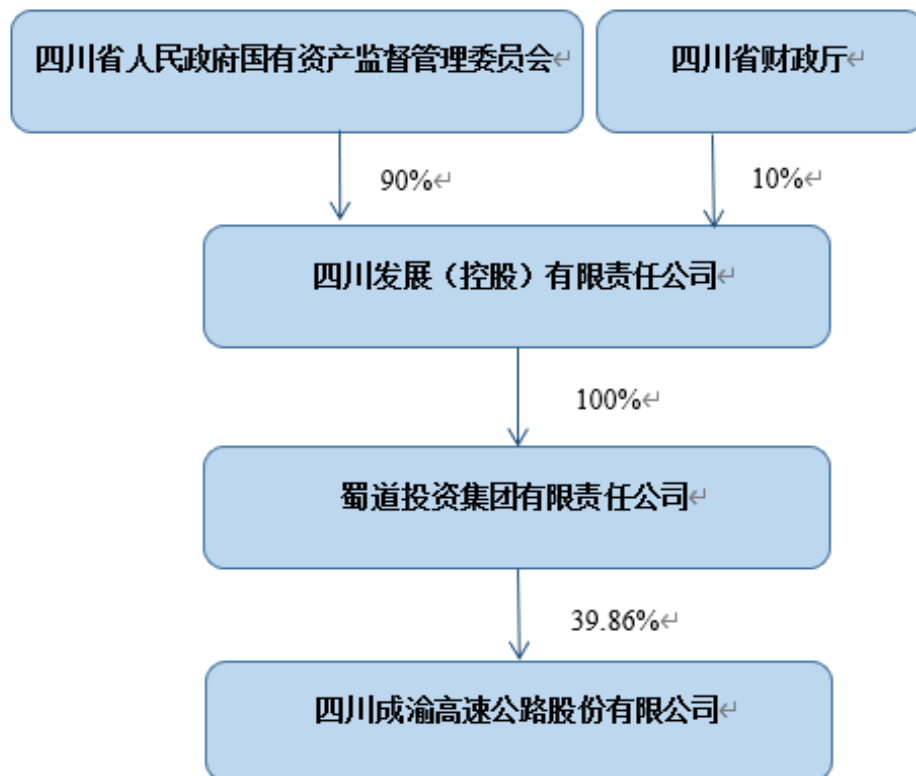 四川省人民政府国有资产监督管理委员会↵
四川省财政厅↵
90%↵
10%↵
四川发展（控股）有限责任公司↵
100%↵
蜀道投资集团有限责任公司↵
39.86%↵
四川成渝高速公路股份有限公司↵